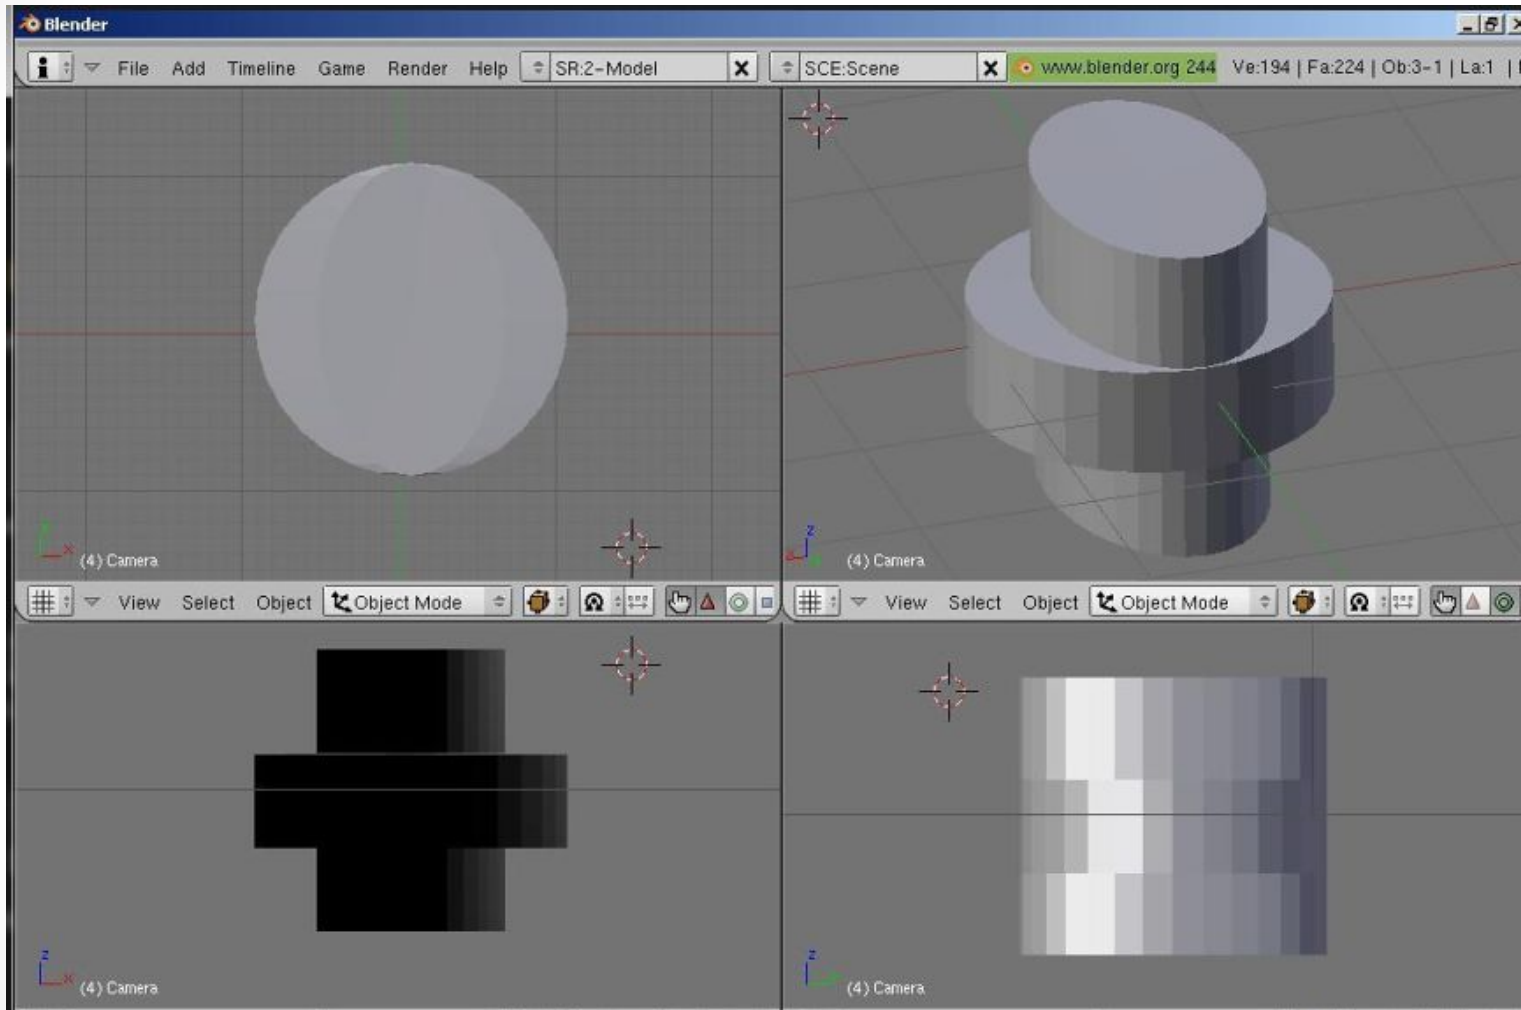 Blender
File Add Timeline Game Render Help SR:2-Model SCE:Scene www.blender.org 244 Ve:194 | Fa:224 | Ob:3-1 | La:1 |
(4) Camera
z
(4) Camera
View Select Object Object Mode
View Select Object Object Mode
z
x
(4) Camera
z
(4) Camera